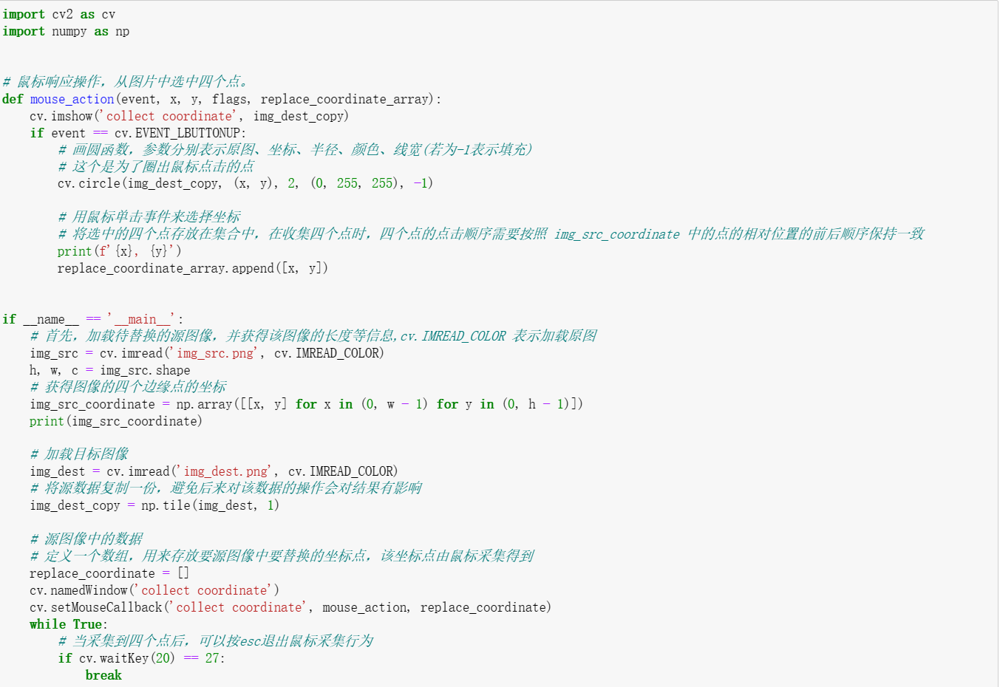 import cv2 as cv
import numpy as np
# 鼠标响应操作，从图片中选中四个点。
def mouse_action(event, x, y, flags, replace_coordinate_array):
    cv.imshow('collect coordinate', img_dest_copy)
    if event == cv.EVENT_LBUTTONUP:
        # 画圆函数，参数分别表示原图、坐标、半径、颜色、线宽(若为-1表示填充)
        # 这个是为了圈出鼠标点击的点
        cv.circle(img_dest_copy, (x, y), 2, (0, 255, 255), -1)
        # 用鼠标单击事件来选择坐标
        # 将选中的四个点存放在集合中，在收集四个点时，四个点的点击顺序需要按照 img_src_coordinate 中的点的相对位置的前后顺序保持一致
        print(f'{x}, {y}')
        replace_coordinate_array.append([x, y])
if __name__ == '__main__':
    # 首先，加载待替换的源图像，并获得该图像的长度等信息,cv.IMREAD_COLOR 表示加载原图
    img_src = cv.imread('img_src.png', cv.IMREAD_COLOR)
    h, w, c = img_src.shape
    # 获得图像的四个边缘点的坐标
    img_src_coordinate = np.array([[x, y] for x in (0, w - 1) for y in (0, h - 1)])
    print(img_src_coordinate)
    # 加载目标图像
    img_dest = cv.imread('img_dest.png', cv.IMREAD_COLOR)
    # 将源数据复制一份，避免后来对该数据的操作会对结果有影响
    img_dest_copy = np.tile(img_dest, 1)
    # 源图像中的数据
    # 定义一个数组，用来存放要源图像中要替换的坐标点，该坐标点由鼠标采集得到
    replace_coordinate = []
    cv.namedWindow('collect coordinate')
    cv.setMouseCallback('collect coordinate', mouse_action, replace_coordinate)
    while True:
        # 当采集到四个点后，可以按esc退出鼠标采集行为
        if cv.waitKey(20) == 27:
            break